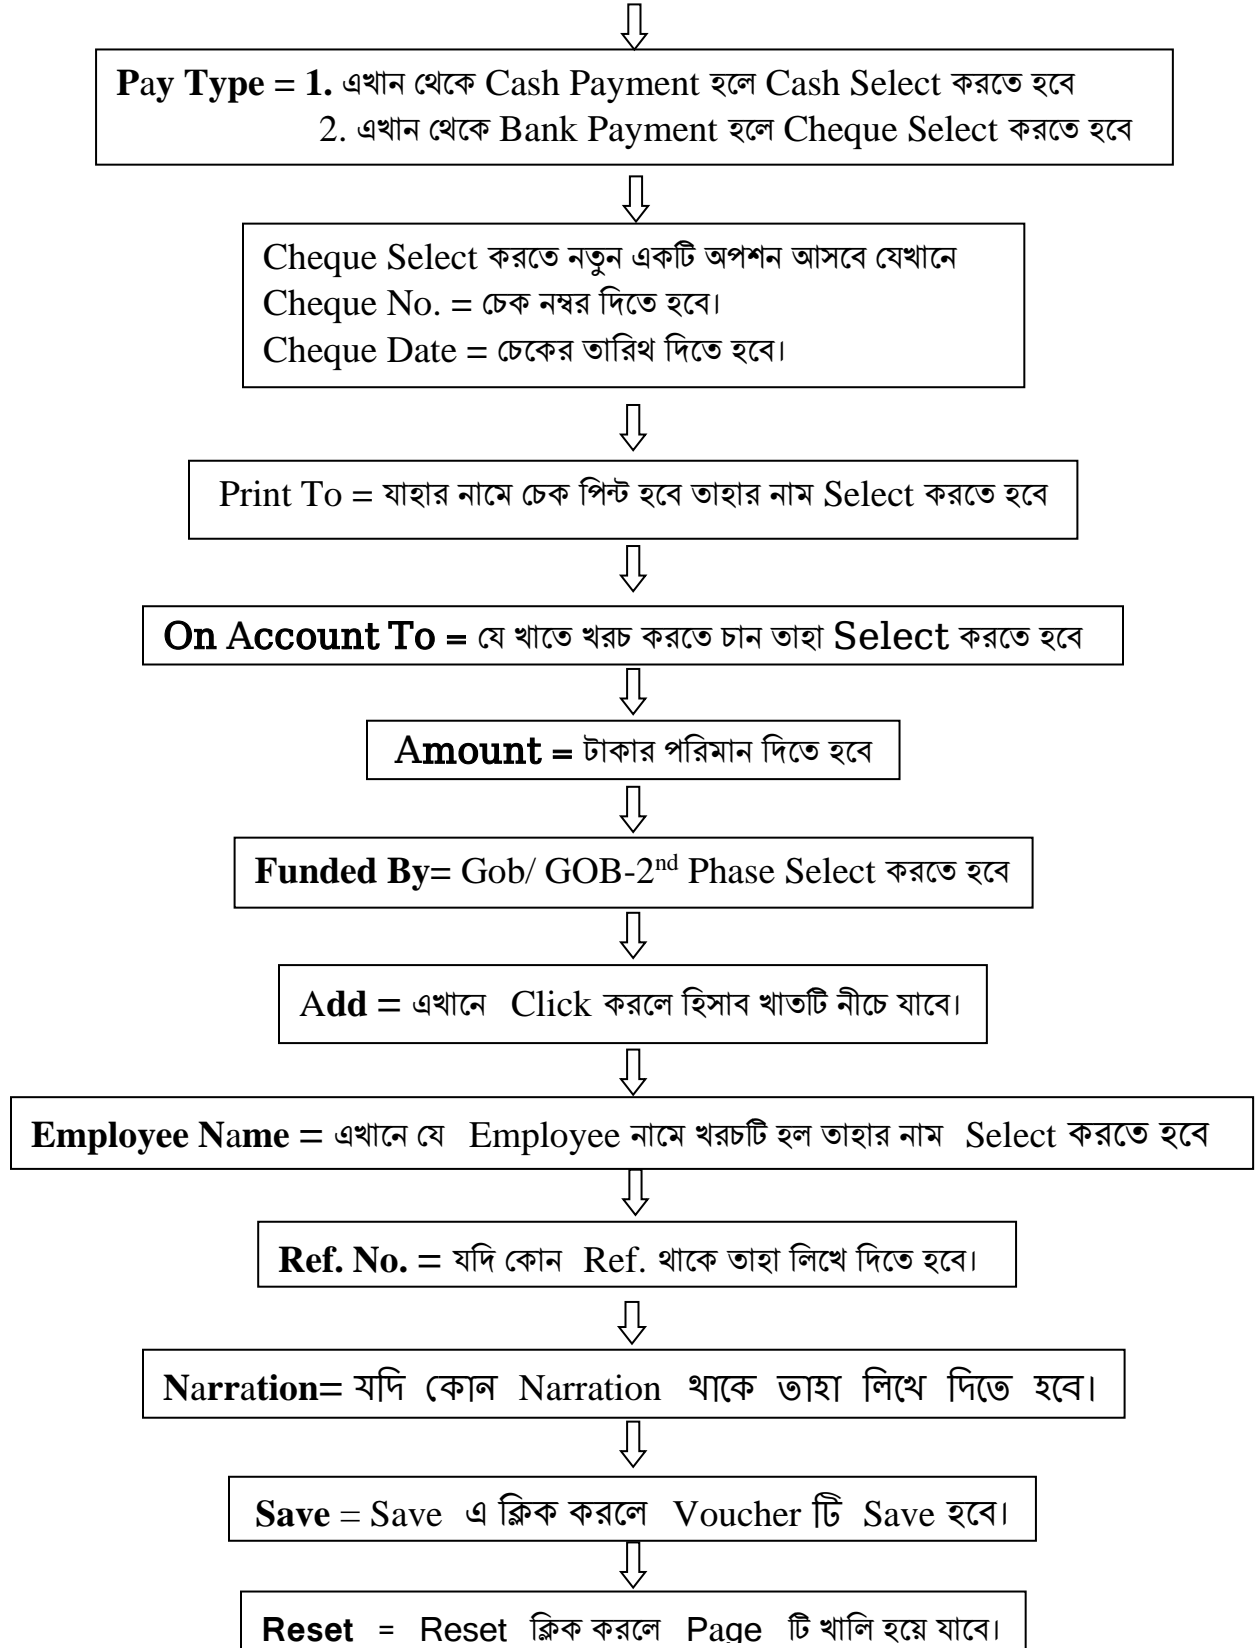 Pay Type = 1. এখান থেকে Cash Payment হলে Cash Select করতে হবে
2. এখান থেকে Bank Payment হলে Cheque Select করতে হবে
Cheque Select করতে নতুন একটি অপশন আসবে যেখানে
Cheque No. = চেক নম্বর দিতে হবে।
Cheque Date = চেকের তারিথ দিতে হবে।
Print To = যাহার নামে চেক পিন্ট হবে তাহার নাম Select করতে হবে
On Account To = যে খাতে খরচ করতে চান তাহা Select করতে হবে
Amount = টাকার পরিমান দিতে হবে
Funded By= Gob/ GOB-2nd Phase Select করতে হবে
Add = এখানে Click করলে হিসাব খাতটি নীচে যাবে।
Employee Name = এখানে যে Employee নামে খরচটি হল তাহার নাম Select করতে হবে
Ref. No. = যদি কোন Ref. থাকে তাহা লিখে দিতে হবে।
Narration= যদি কোন Narration থাকে তাহা লিখে দিতে হবে।
Save = Save এ ক্লিক করলে Voucher টি Save হবে।
Reset = Reset ক্লিক করলে Page টি খালি হয়ে যাবে।